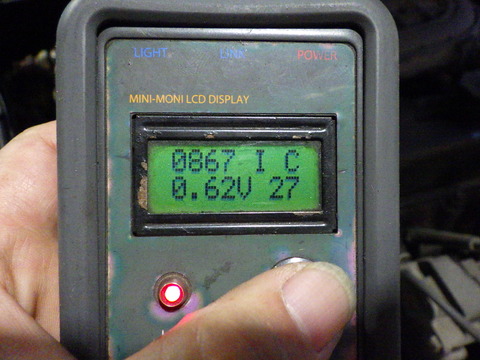 LIGHT LINK POWER
MINI-MONI LCD DISPLAY
0867 I C
0.62V 27